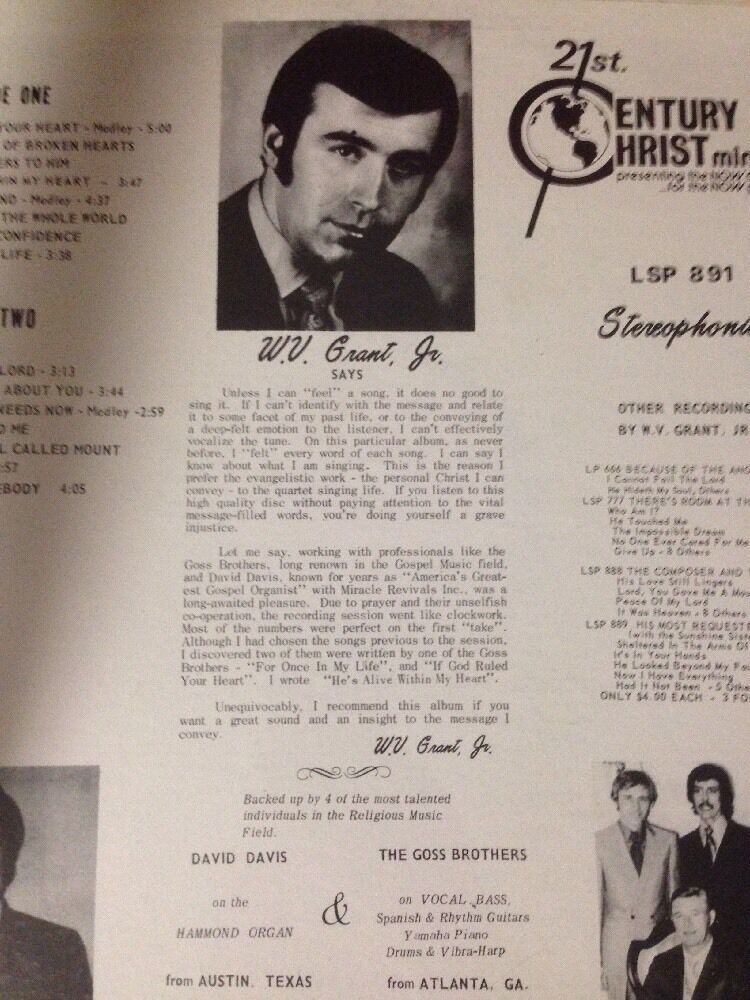 E ONE
YOUR HEART - Medley - 5:00
OF BROKEN HEARTS
ERS TO HIM
HIN MY HEART - 3:47
ND - Medley - 4:37
THE WHOLE WORLD
CONFIDENCE
LIFE - 3:38
TWO
LORD - 3:13
ABOUT YOU - 3:44
NEEDS NOW - Medley -2:59
O ME
L CALLED MOUNT
:57
EBODY 4:05
W.V. Grant, Jr.
SAYS
Unless I can "feel" a song, it does no good to
sing it. If I can't identify with the message and relate
it to some facet of my past life, or to the conveying of
a deep-felt emotion to the listener, I can't effectively
vocalize the tune. On this particular album, as never
before, I "felt" every word of each song. I can say I
know about what I am singing. This is the reason I
prefer the evangelistic work - the personal Christ I can
convey - to the quartet singing life. If you listen to this
high quality disc without paying attention to the vital
message-filled words, you're doing yourself a grave
injustice.
Let me say, working with professionals like the
Goss Brothers, long renown in the Gospel Music field,
and David Davis, known for years as "America's Great-
est Gospel Organist" with Miracle Revivals Inc., was a
long-awaited pleasure. Due to prayer and their unselfish
co-operation, the recording session went like clockwork.
Most of the numbers were perfect on the first "take".
Although I had chosen the songs previous to the session,
I discovered two of them were written by one of the Goss
Brothers - "For Once In My Life", and "If God Ruled
Your Heart". I wrote "He's Alive Within My Heart".
Unequivocably, I recommend this album if you
want a great sound and an insight to the message I
convey.
W.V. Grant, Jr.
Backed up by 4 of the most talented
individuals in the Religious Music
Field.
DAVID DAVIS
on the
HAMMOND ORGAN
from AUSTIN, TEXAS
&
THE GOSS BROTHERS
on VOCAL BASS,
Spanish & Rhythm Guitars
Yamaha Piano
Drums & Vibra-Harp
from ATLANTA, GA.
21st.
CENTURY
CHRIST min
presenting the NOW
...for the NOW
LSP 891
Stereophoni
OTHER RECORDING
BY W.V. GRANT, JR
LP 666 BECAUSE OF THE
I Cannot Fail The Lord
He Hideth My Soul, Others
LSP 777 THERE'S ROOM AT TH
Who Am I?
He Touched Me
The Impossible Dream
No One Ever Cared For Me
Give Up - 8 Others
LSP 888 THE COMPOSER AND
His Love Still Lingers
Lord, You Gave Me A Mou
Peace Of My Lord
It Was Heaven - 8 Others
LSP 889 HIS MOST REQUESTE
(with the Sunshine Siste
Sheltered In The Arms Of
It's In Your Hands
He Looked Beyond My Fau
Now I Have Everything
Had It Not Been - 5 Othe
ONLY $4.00 EACH - 3 FO